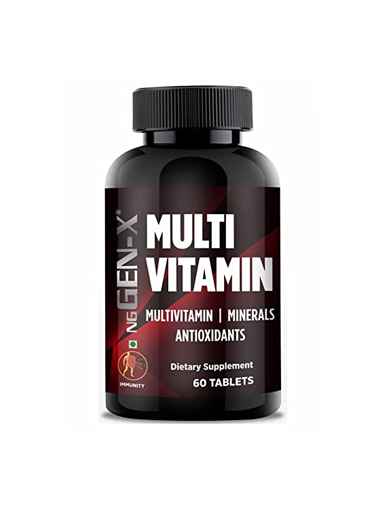 NG GEN-X®
MULTI
VITAMIN
MULTIVITAMIN | MINERALS
ANTIOXIDANTS
Dietary Supplement
60 TABLETS
IMMUNITY